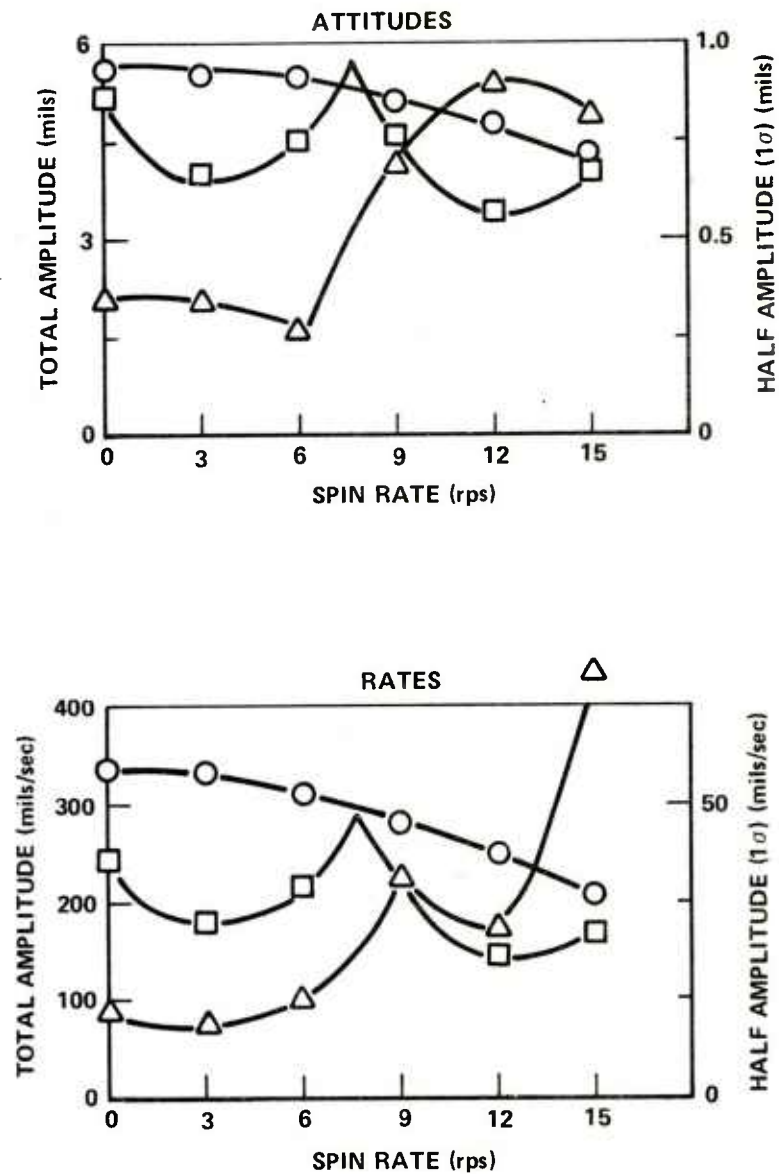 ATTITUDES
TOTAL AMPLITUDE (mils)
6
3
0
0 3 6 9 12 15
SPIN RATE (rps)
1.0
0.5
0
HALF AMPLITUDE (1σ) (mils)
RATES
TOTAL AMPLITUDE (mils/sec)
400
300
200
100
0
0 3 6 9 12 15
SPIN RATE (rps)
50
0
HALF AMPLITUDE (1σ) (mils/sec)